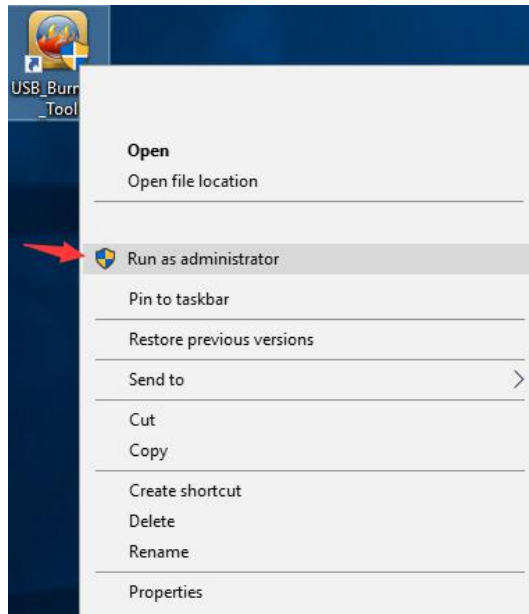 USB_Burn
_Tool
Open
Open file location
Run as administrator
Pin to taskbar
Restore previous versions
Send to
Cut
Copy
Create shortcut
Delete
Rename
Properties